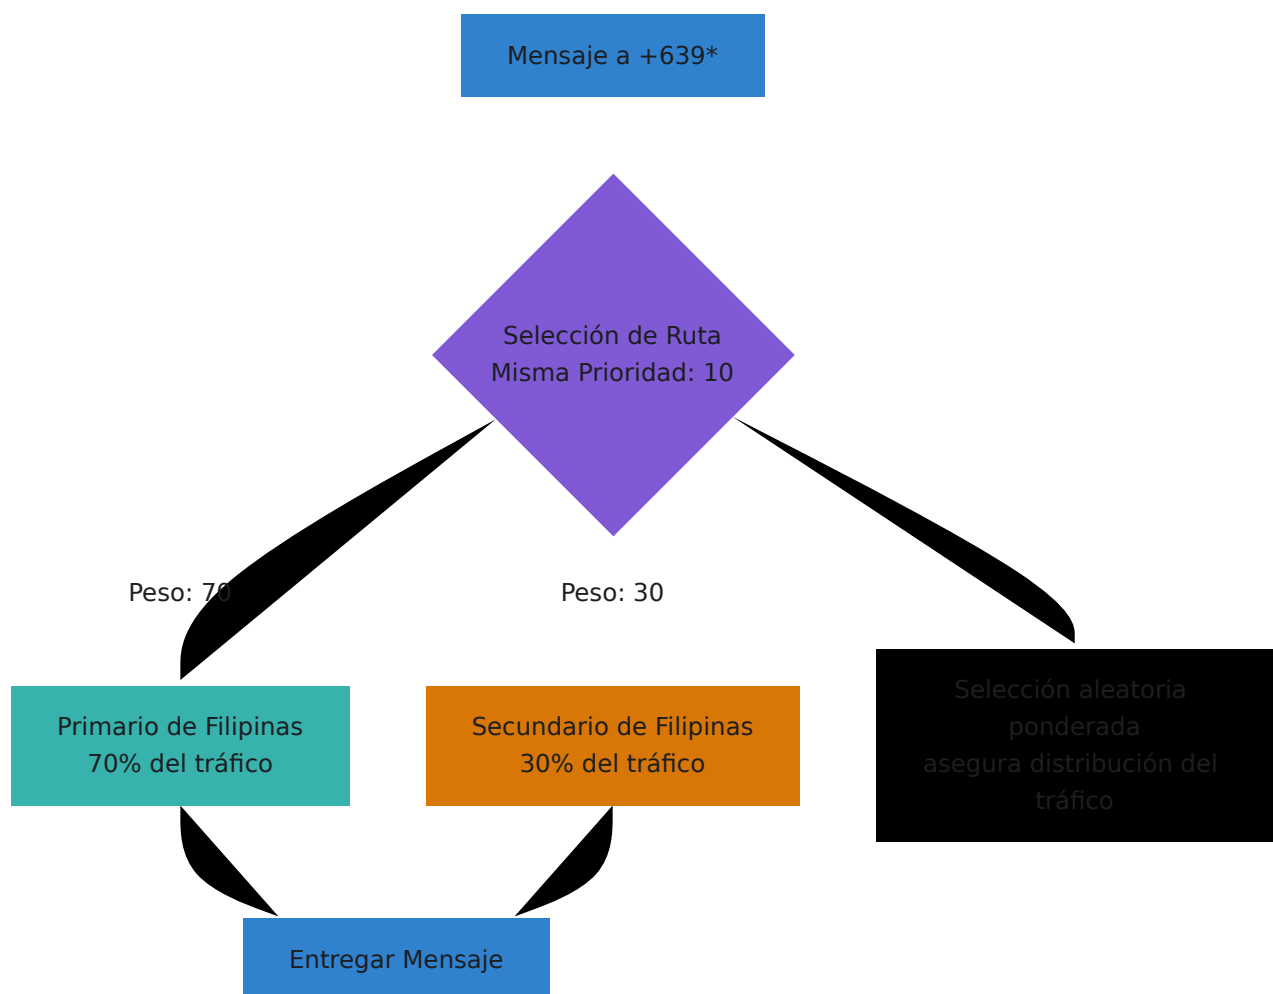 Mensaje a +639*
Selección de Ruta
Misma Prioridad: 10
Peso: 70
Peso: 30
Primario de Filipinas
70% del tráfico
Secundario de Filipinas
30% del tráfico
Selección aleatoria
ponderada
asegura distribución del
tráfico
Entregar Mensaje